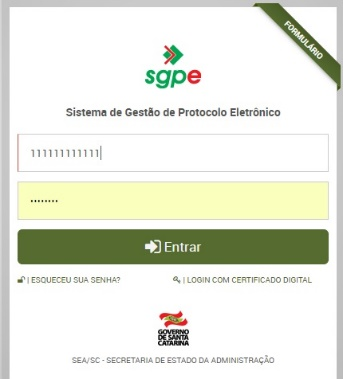 FORMULÁRIO
sgpe
Sistema de Gestão de Protocolo Eletrônico
111111111111
••••••••
Entrar
| ESQUECEU SUA SENHA? | LOGIN COM CERTIFICADO DIGITAL
GOVERNO
DE SANTA
CATARINA
SEA/SC - SECRETARIA DE ESTADO DA ADMINISTRAÇÃO